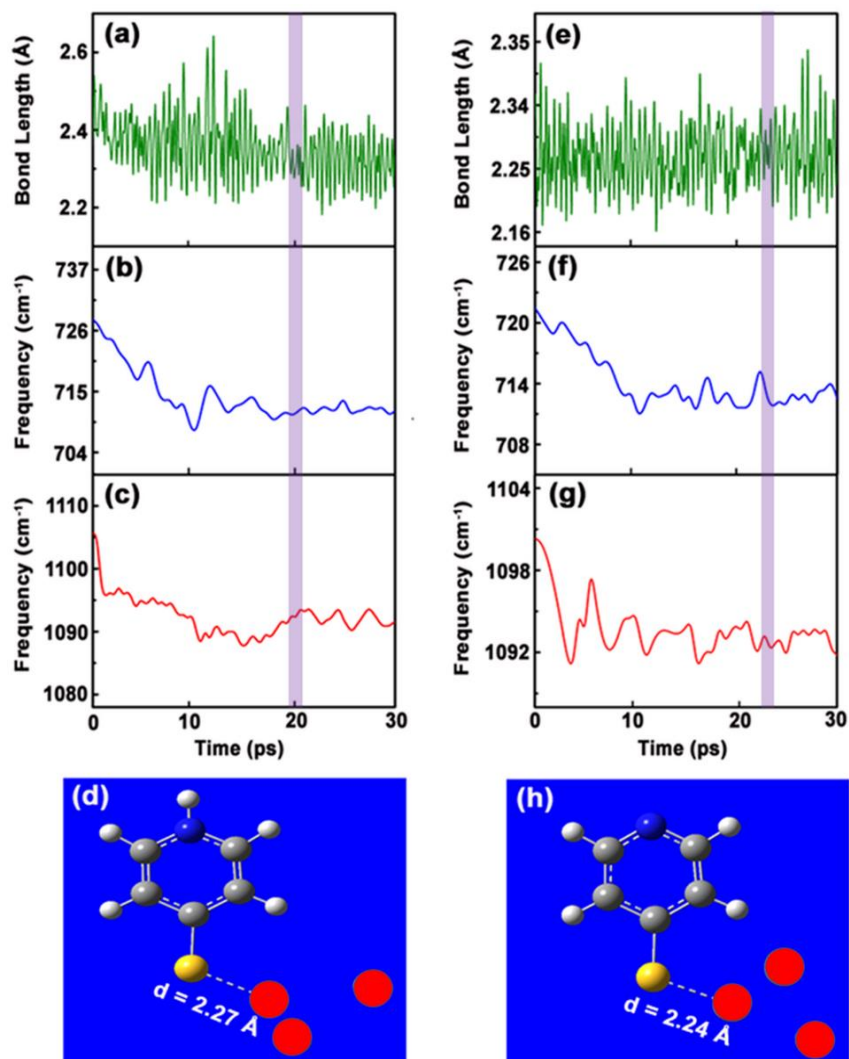 (a)
Bond Length (Å)
2.6
2.4
2.2
(b)
Frequency (cm⁻¹)
737
726
715
704
(c)
Frequency (cm⁻¹)
1110
1100
1090
1080
0 10 20 30
Time (ps)
(d)
d = 2.27 Å
(e)
Bond Length (Å)
2.35
2.34
2.25
2.16
(f)
Frequency (cm⁻¹)
726
720
714
708
(g)
Frequency (cm⁻¹)
1104
1098
1092
0 10 20 30
Time (ps)
(h)
d = 2.24 Å